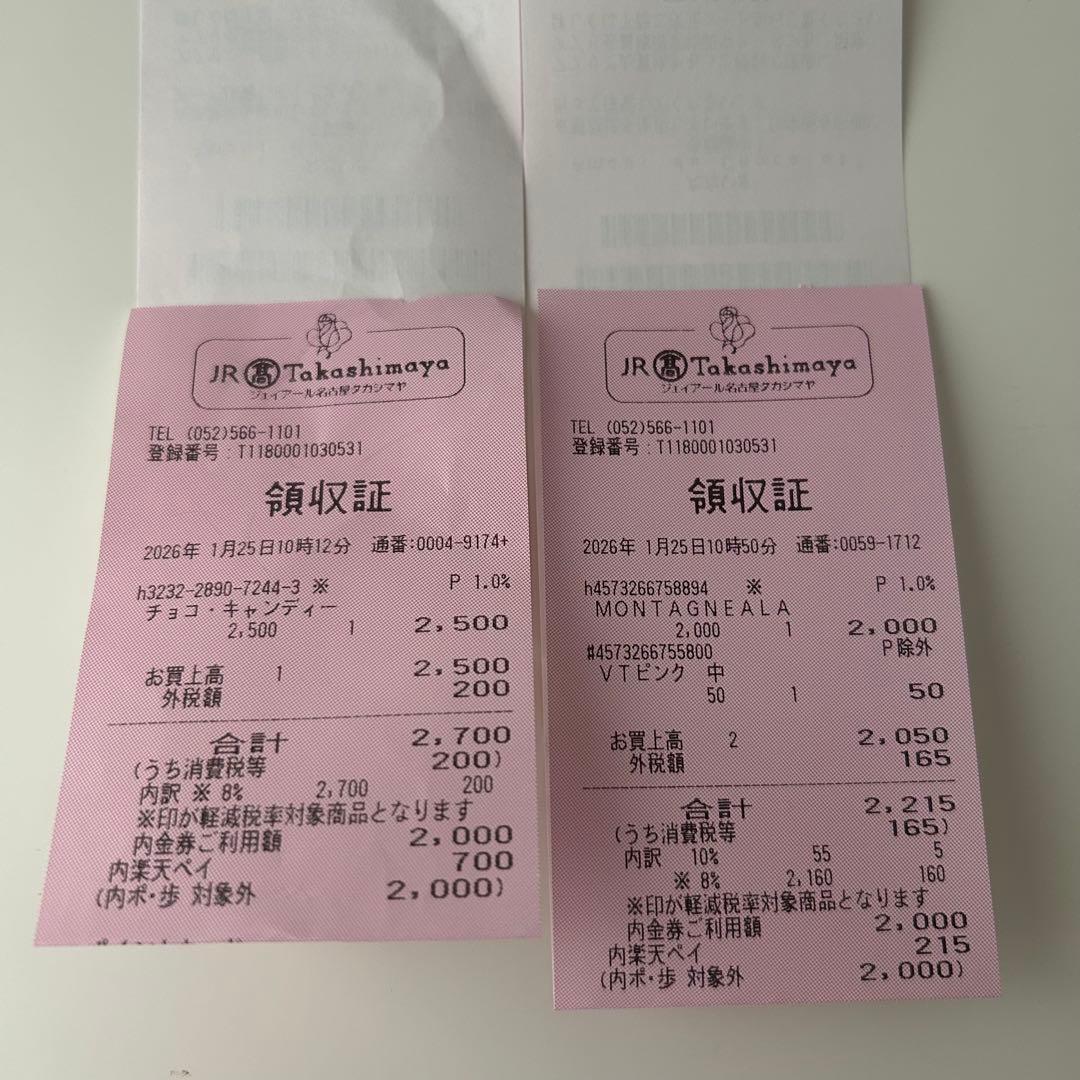 JR 髙 Takashimaya
ジェイアール名古屋タカシマヤ
TEL (052)566-1101
登録番号:T1180001030531
領収証
2026年 1月25日10時12分 通番:0004-9174+
h3232-2890-7244-3 ※ P 1.0%
チョコ・キャンディー
2,500 1 2,500
お買上高 1 2,500
外税額 200
合計 2,700
(うち消費税等 200)
内訳 ※ 8% 2,700 200
※印が軽減税率対象商品となります
内金券ご利用額 2,000
内楽天ペイ 700
(内ポ・歩 対象外 2,000)
JR 髙 Takashimaya
ジェイアール名古屋タカシマヤ
TEL (052)566-1101
登録番号:T1180001030531
領収証
2026年 1月25日10時50分 通番:0059-1712
h4573266758894 ※ P 1.0%
MONTAGNEALA
2,000 1 2,000
#4573266755800 P除外
VTピンク 中
50 1 50
お買上高 2 2,050
外税額 165
合計 2,215
(うち消費税等 165)
内訳 10% 55 5
※ 8% 2,160 160
※印が軽減税率対象商品となります
内金券ご利用額 2,000
内楽天ペイ 215
(内ポ・歩 対象外 2,000)